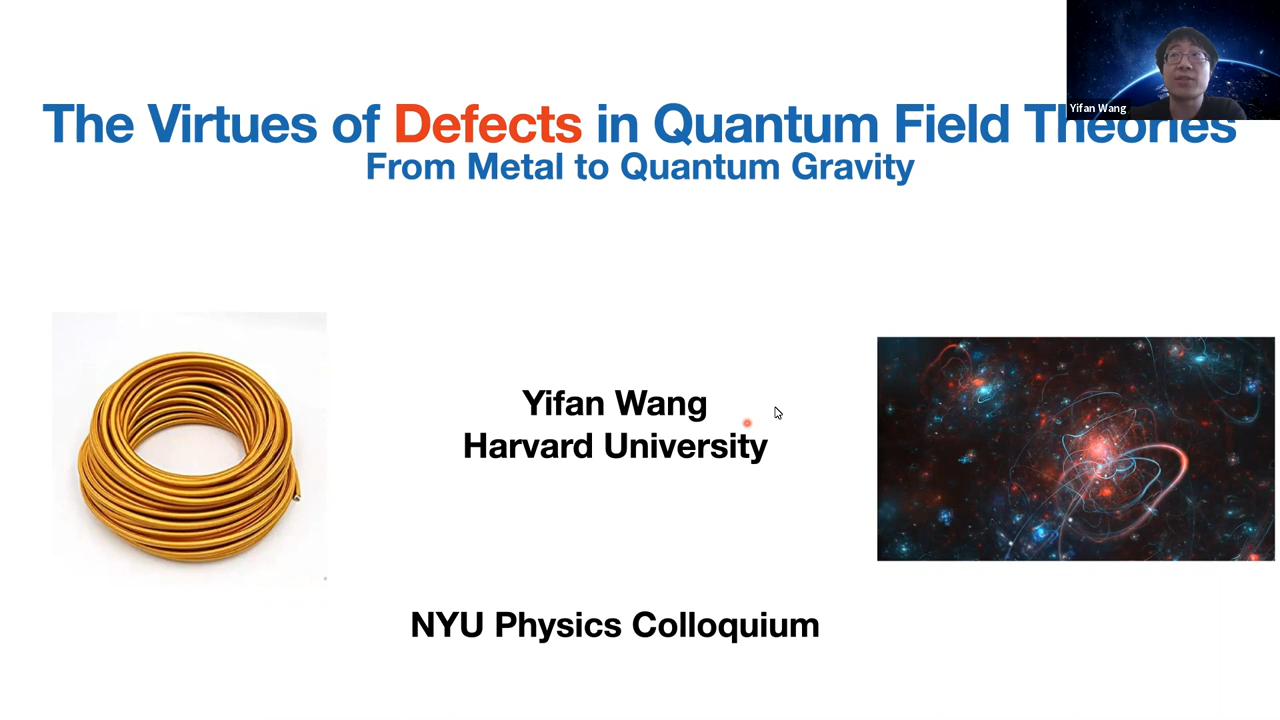 The Virtues of Defects in Quantum Field Theories
From Metal to Quantum Gravity
Yifan Wang
Yifan Wang
Harvard University
NYU Physics Colloquium